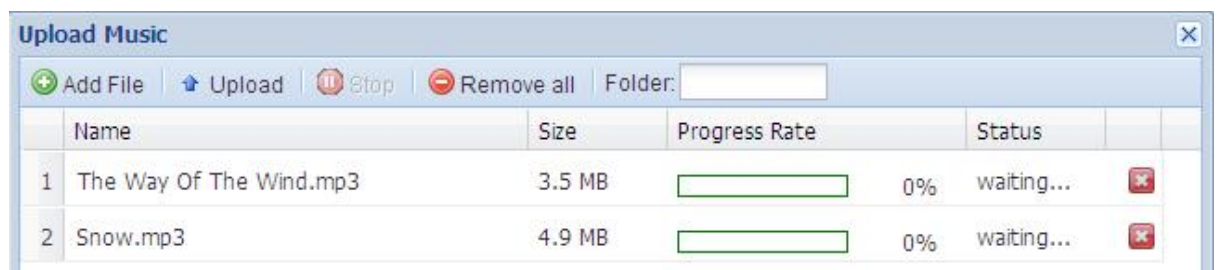 Upload Music
Add File Upload Stop Remove all Folder:
Name Size Progress Rate Status
1 The Way Of The Wind.mp3 3.5 MB 0% waiting...
2 Snow.mp3 4.9 MB 0% waiting...